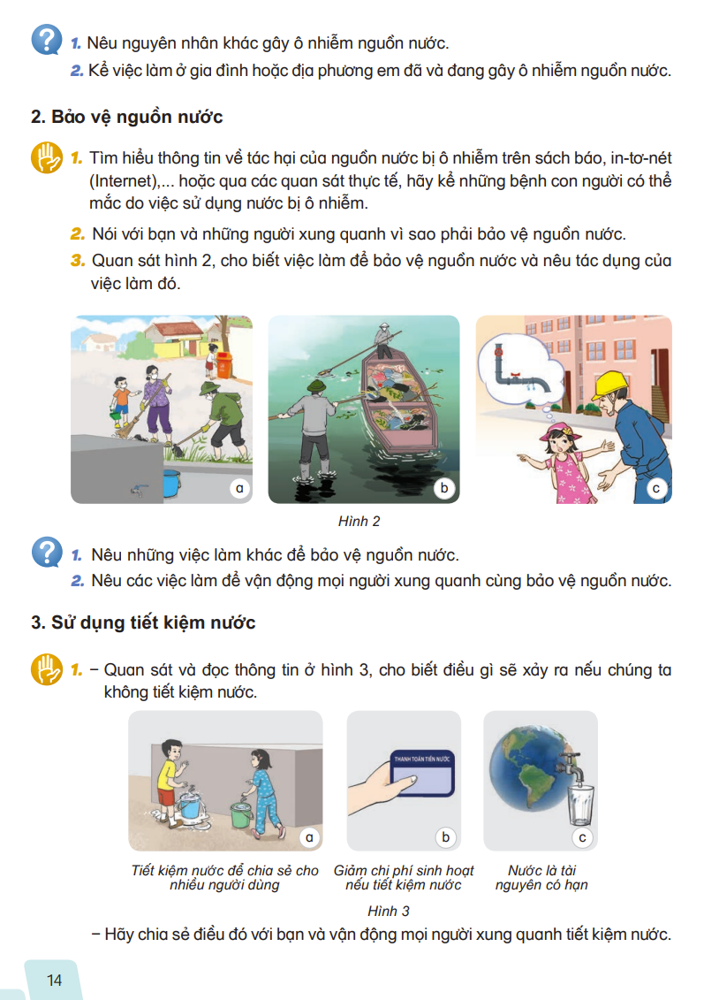 1. Nêu nguyên nhân khác gây ô nhiễm nguồn nước.
2. Kể việc làm ở gia đình hoặc địa phương em đã và đang gây ô nhiễm nguồn nước.
2. Bảo vệ nguồn nước
1. Tìm hiểu thông tin về tác hại của nguồn nước bị ô nhiễm trên sách báo, in-tơ-nét
(Internet),... hoặc qua các quan sát thực tế, hãy kể những bệnh con người có thể
mắc do việc sử dụng nước bị ô nhiễm.
2. Nói với bạn và những người xung quanh vì sao phải bảo vệ nguồn nước.
3. Quan sát hình 2, cho biết việc làm để bảo vệ nguồn nước và nêu tác dụng của
việc làm đó.
a
b
c
Hình 2
1. Nêu những việc làm khác để bảo vệ nguồn nước.
2. Nêu các việc làm để vận động mọi người xung quanh cùng bảo vệ nguồn nước.
3. Sử dụng tiết kiệm nước
1. – Quan sát và đọc thông tin ở hình 3, cho biết điều gì sẽ xảy ra nếu chúng ta
không tiết kiệm nước.
THANH TOÁN TIỀN NƯỚC
a
b
c
Tiết kiệm nước để chia sẻ cho
nhiều người dùng
Giảm chi phí sinh hoạt
nếu tiết kiệm nước
Nước là tài
nguyên có hạn
Hình 3
– Hãy chia sẻ điều đó với bạn và vận động mọi người xung quanh tiết kiệm nước.
14